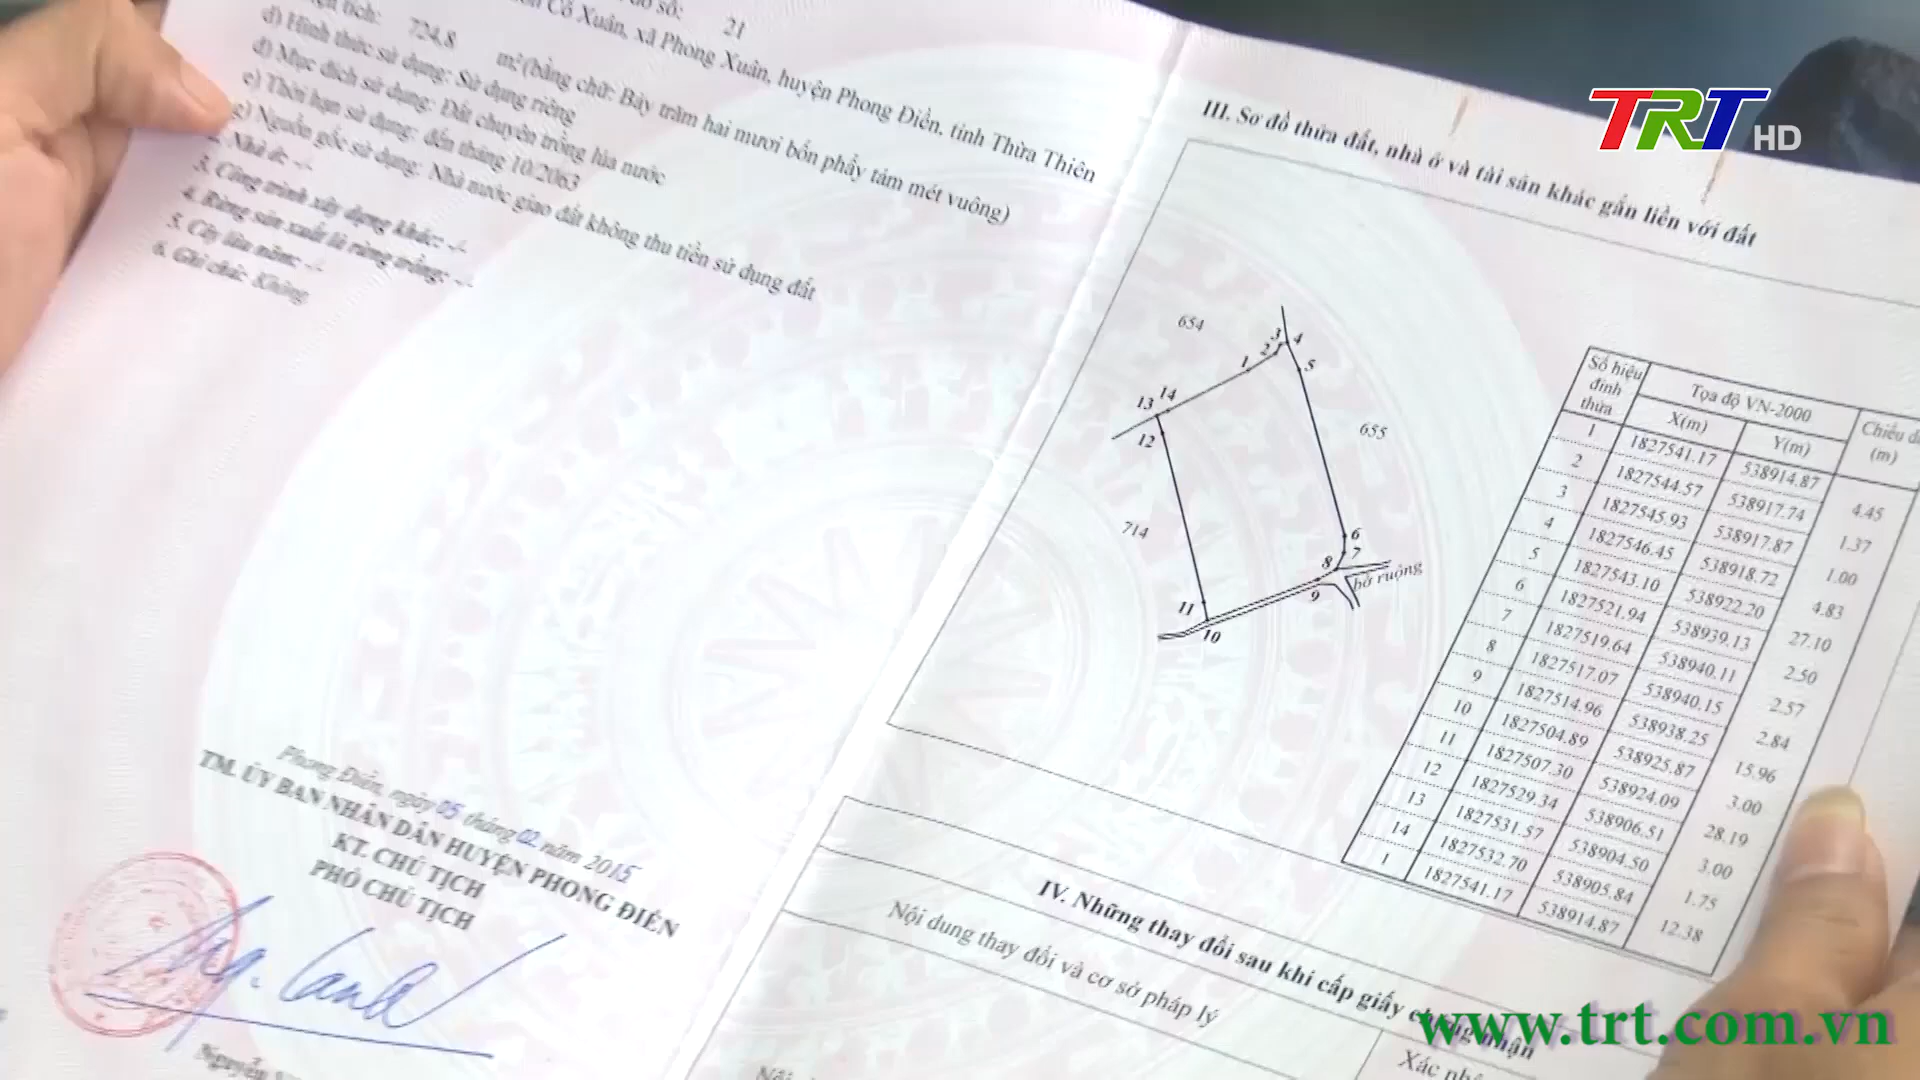 tờ bản đồ số: 21
thôn Cổ Xuân, xã Phong Xuân, huyện Phong Điền, tỉnh Thừa Thiên
724,8 m² (bằng chữ: Bảy trăm hai mươi bốn phẩy tám mét vuông)
d) Hình thức sử dụng: Sử dụng riêng
đ) Mục đích sử dụng: Đất chuyên trồng lúa nước
e) Thời hạn sử dụng: đến tháng 10/2063
g) Nguồn gốc sử dụng: Nhà nước giao đất không thu tiền sử dụng đất
2. Nhà ở: -/-
3. Công trình xây dựng khác: -/-
4. Rừng sản xuất là rừng trồng: -/-
5. Cây lâu năm: -/-
6. Ghi chú: Không
Phong Điền, ngày 05 tháng 02 năm 2015
TM. ỦY BAN NHÂN DÂN HUYỆN PHONG ĐIỀN
KT. CHỦ TỊCH
PHÓ CHỦ TỊCH
Nguyễn
III. Sơ đồ thửa đất, nhà ở và tài sản khác gắn liền với đất
654
3 4
2
1
5
14
13
12
655
714
6
7
8
bờ ruộng
9
11
10
Số hiệu đỉnh thửa
Tọa độ VN-2000
Chiều
(m)
X(m) Y(m)
1 1827541.17 538914.87
4.45
2 1827544.57 538917.74
1.37
3 1827545.93 538917.87
1.00
4 1827546.45 538918.72
4.83
5 1827543.10 538922.20
27.10
6 1827521.94 538939.13
2.50
7 1827519.64 538940.11
2.57
8 1827517.07 538940.15
2.84
9 1827514.96 538938.25
15.96
10 1827504.89 538925.87
3.00
11 1827507.30 538924.09
28.19
12 1827529.34 538906.51
3.00
13 1827531.57 538904.50
1.75
14 1827532.70 538905.84
12.38
1 1827541.17 538914.87
IV. Những thay đổi sau khi cấp giấy chứng nhận
Nội dung thay đổi và cơ sở pháp lý
TRT HD
www.trt.com.vn